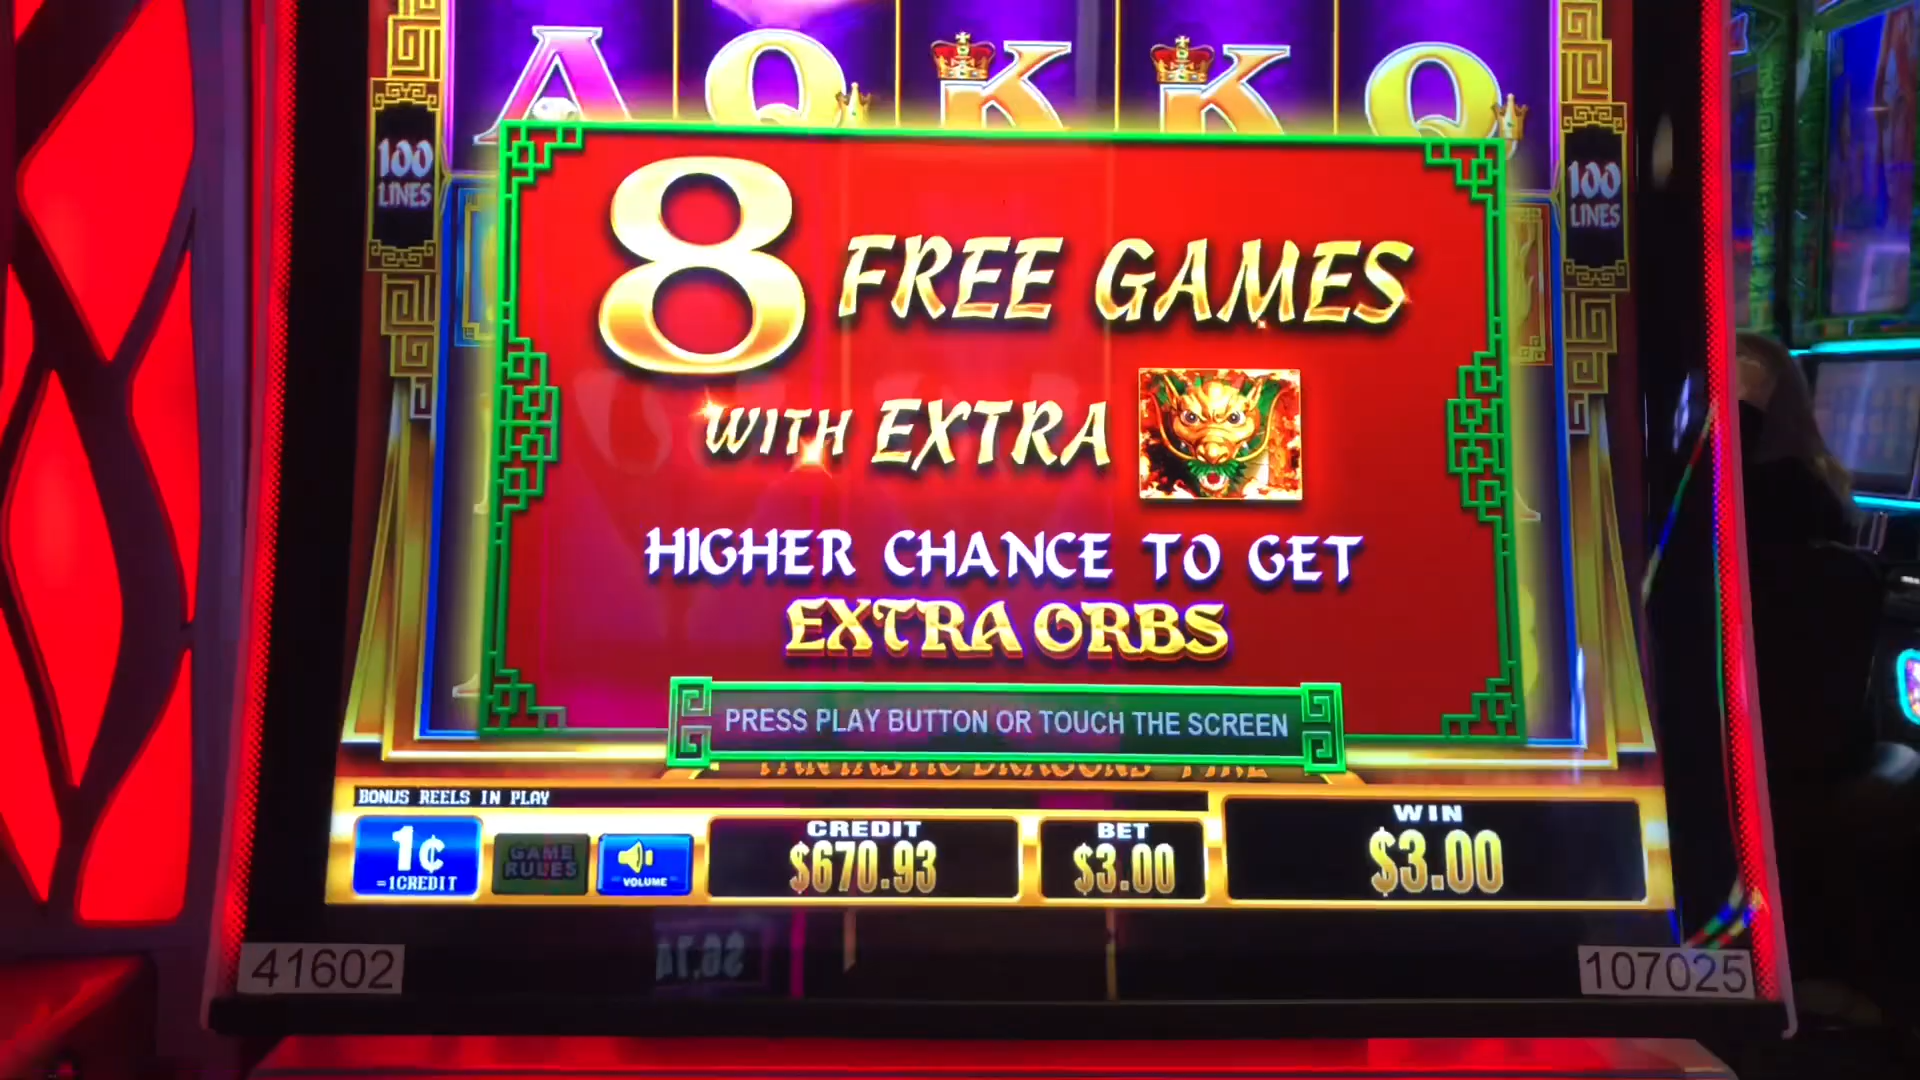 A Q K K Q
100
LINES
100
LINES
8 FREE GAMES
WITH EXTRA
HIGHER CHANCE TO GET
EXTRA ORBS
PRESS PLAY BUTTON OR TOUCH THE SCREEN
BONUS REELS IN PLAY
1¢
=1CREDIT
GAME
RULES
VOLUME
CREDIT
$670.93
BET
$3.00
WIN
$3.00
41602
107025